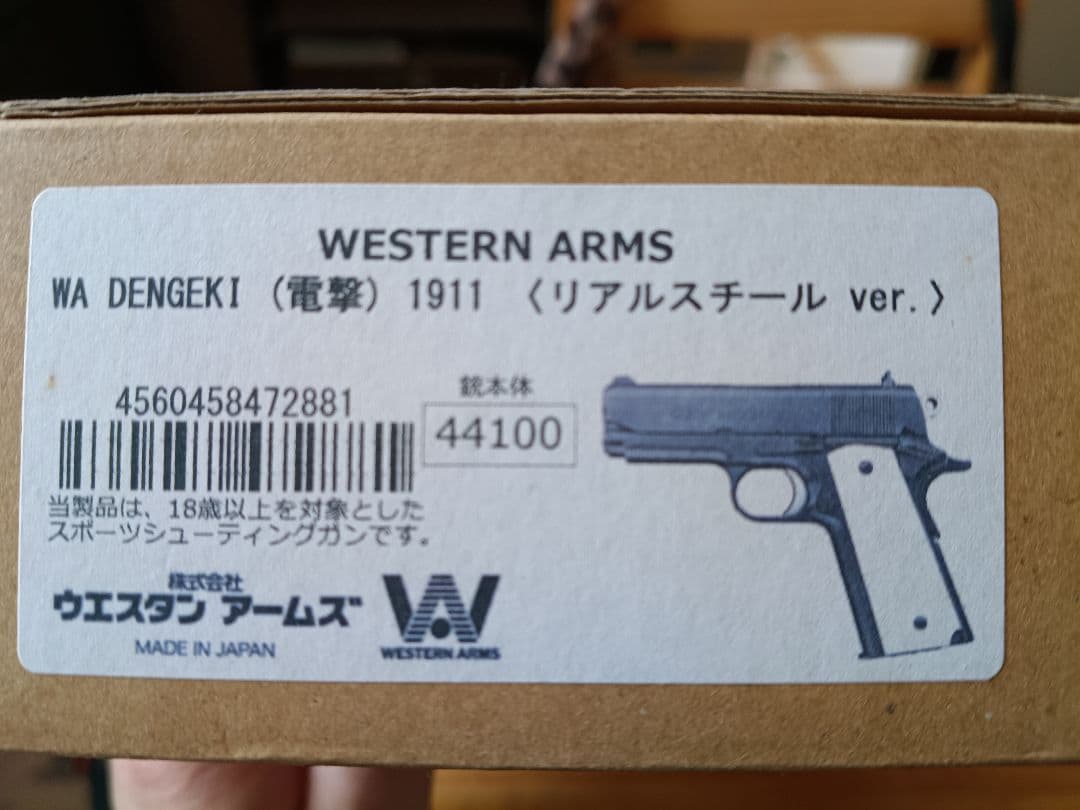 WESTERN ARMS
WA DENGEKI (電撃) 1911 〈リアルスチール ver.〉
4560458472881
銃本体
44100
当製品は、18歳以上を対象とした
スポーツシューティングガンです。
株式会社
ウエスタン アームズ
MADE IN JAPAN
W
WESTERN ARMS